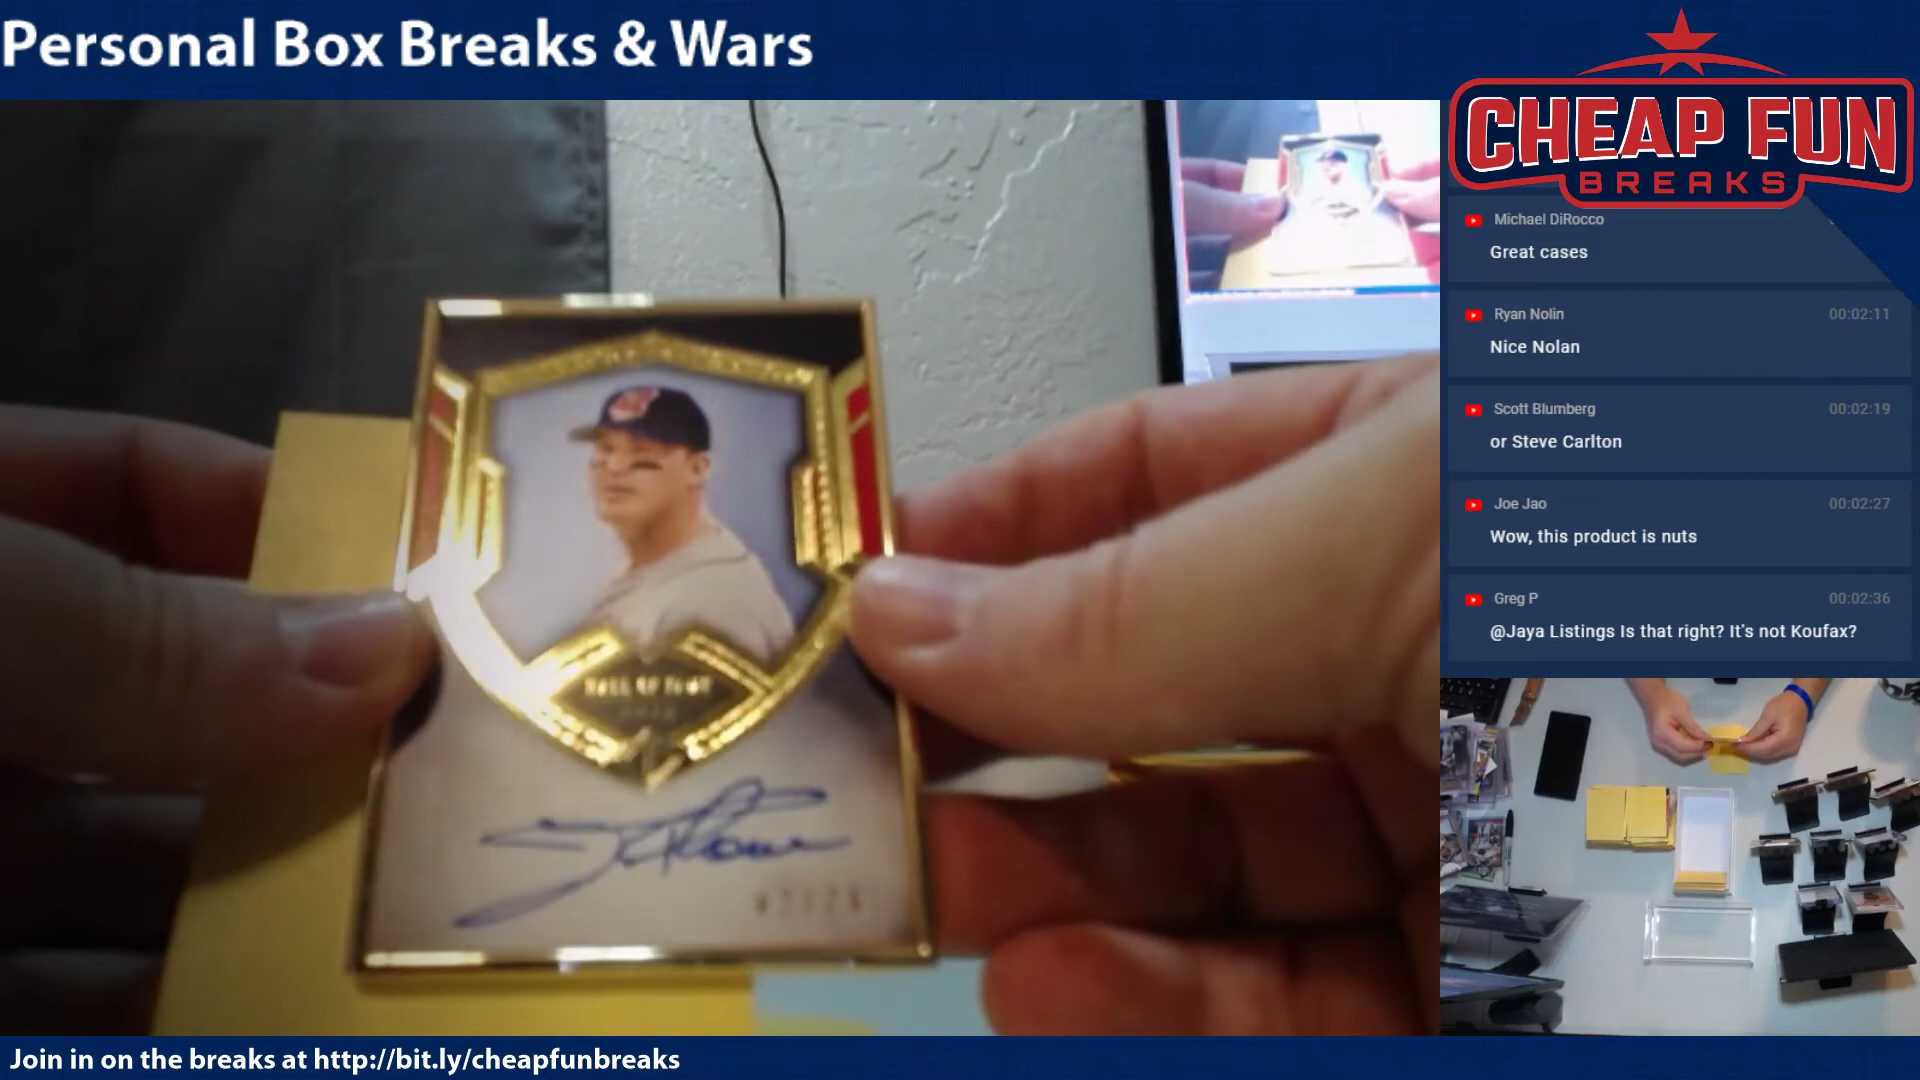 Personal Box Breaks & Wars
CHEAP FUN
BREAKS
Michael DiRocco
Great cases
Ryan Nolin 00:02:11
Nice Nolan
Scott Blumberg 00:02:19
or Steve Carlton
Joe Jao 00:02:27
Wow, this product is nuts
Greg P 00:02:36
@Jaya Listings Is that right? It's not Koufax?
HALL OF FAME
Join in on the breaks at http://bit.ly/cheapfunbreaks